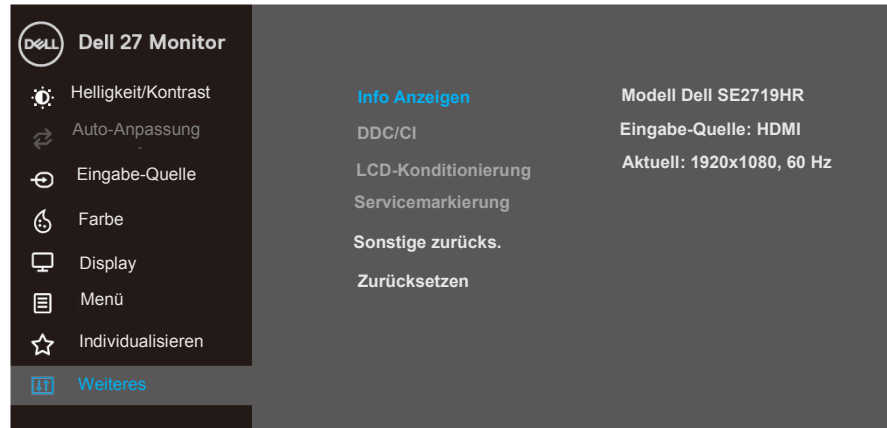 DELL Dell 27 Monitor
Helligkeit/Kontrast
Auto-Anpassung
Eingabe-Quelle
Farbe
Display
Menü
Individualisieren
Weiteres
Info Anzeigen
DDC/CI
LCD-Konditionierung
Servicemarkierung
Sonstige zurücks.
Zurücksetzen
Modell Dell SE2719HR
Eingabe-Quelle: HDMI
Aktuell: 1920x1080, 60 Hz